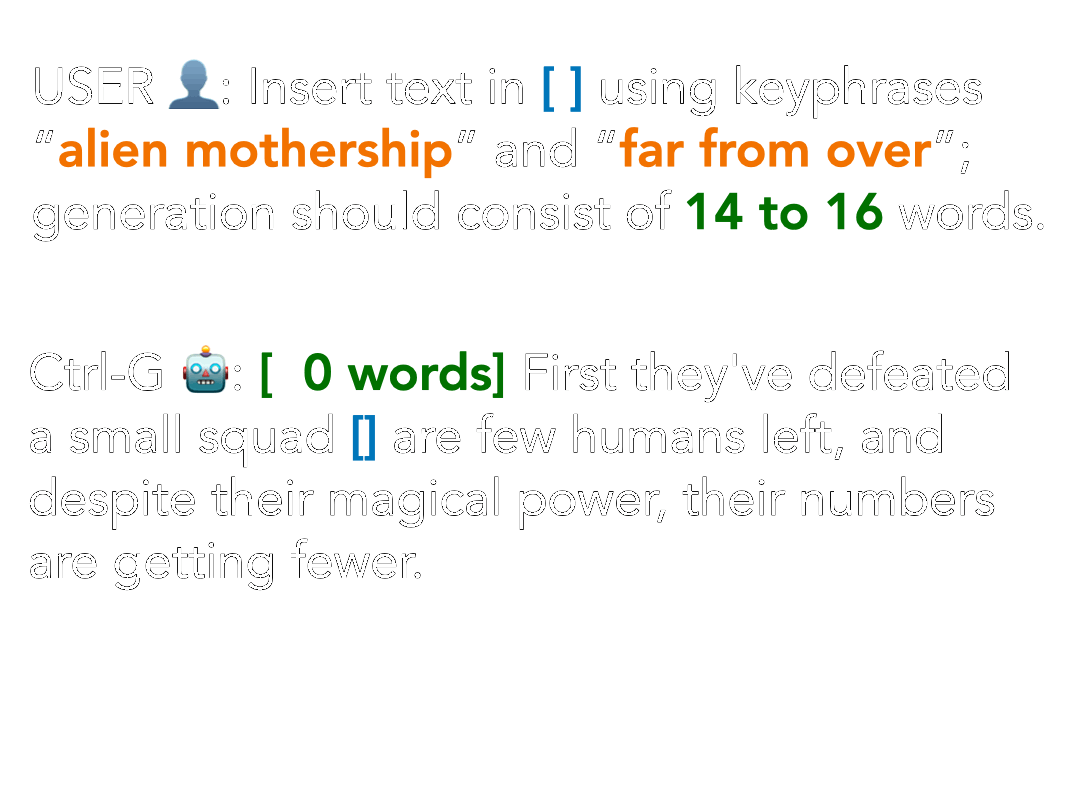 USER 👤: Insert text in [ ] using keyphrases
“alien mothership” and “far from over”;
generation should consist of 14 to 16 words.
Ctrl-G 🤖: [  0 words] First they've defeated
a small squad [] are few humans left, and
despite their magical power, their numbers
are getting fewer.